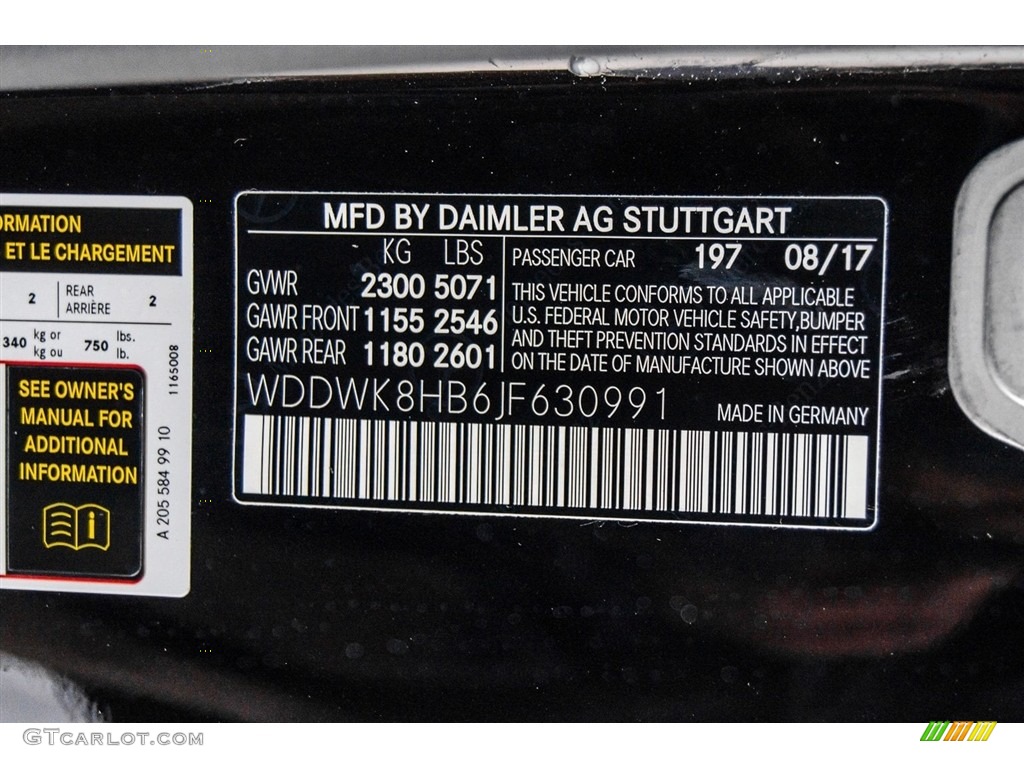 ORMATION
ET LE CHARGEMENT
2 REAR ARRIÈRE 2
340 kg or kg ou 750 lbs. lb.
SEE OWNER'S
MANUAL FOR
ADDITIONAL
INFORMATION
1165008
A 205 584 99 10
MFD BY DAIMLER AG STUTTGART
KG LBS
GVWR 2300 5071
GAWR FRONT 1155 2546
GAWR REAR 1180 2601
PASSENGER CAR 197 08/17
THIS VEHICLE CONFORMS TO ALL APPLICABLE
U.S. FEDERAL MOTOR VEHICLE SAFETY,BUMPER
AND THEFT PREVENTION STANDARDS IN EFFECT
ON THE DATE OF MANUFACTURE SHOWN ABOVE
WDDWK8HB6JF630991
MADE IN GERMANY
GTCARLOT.COM